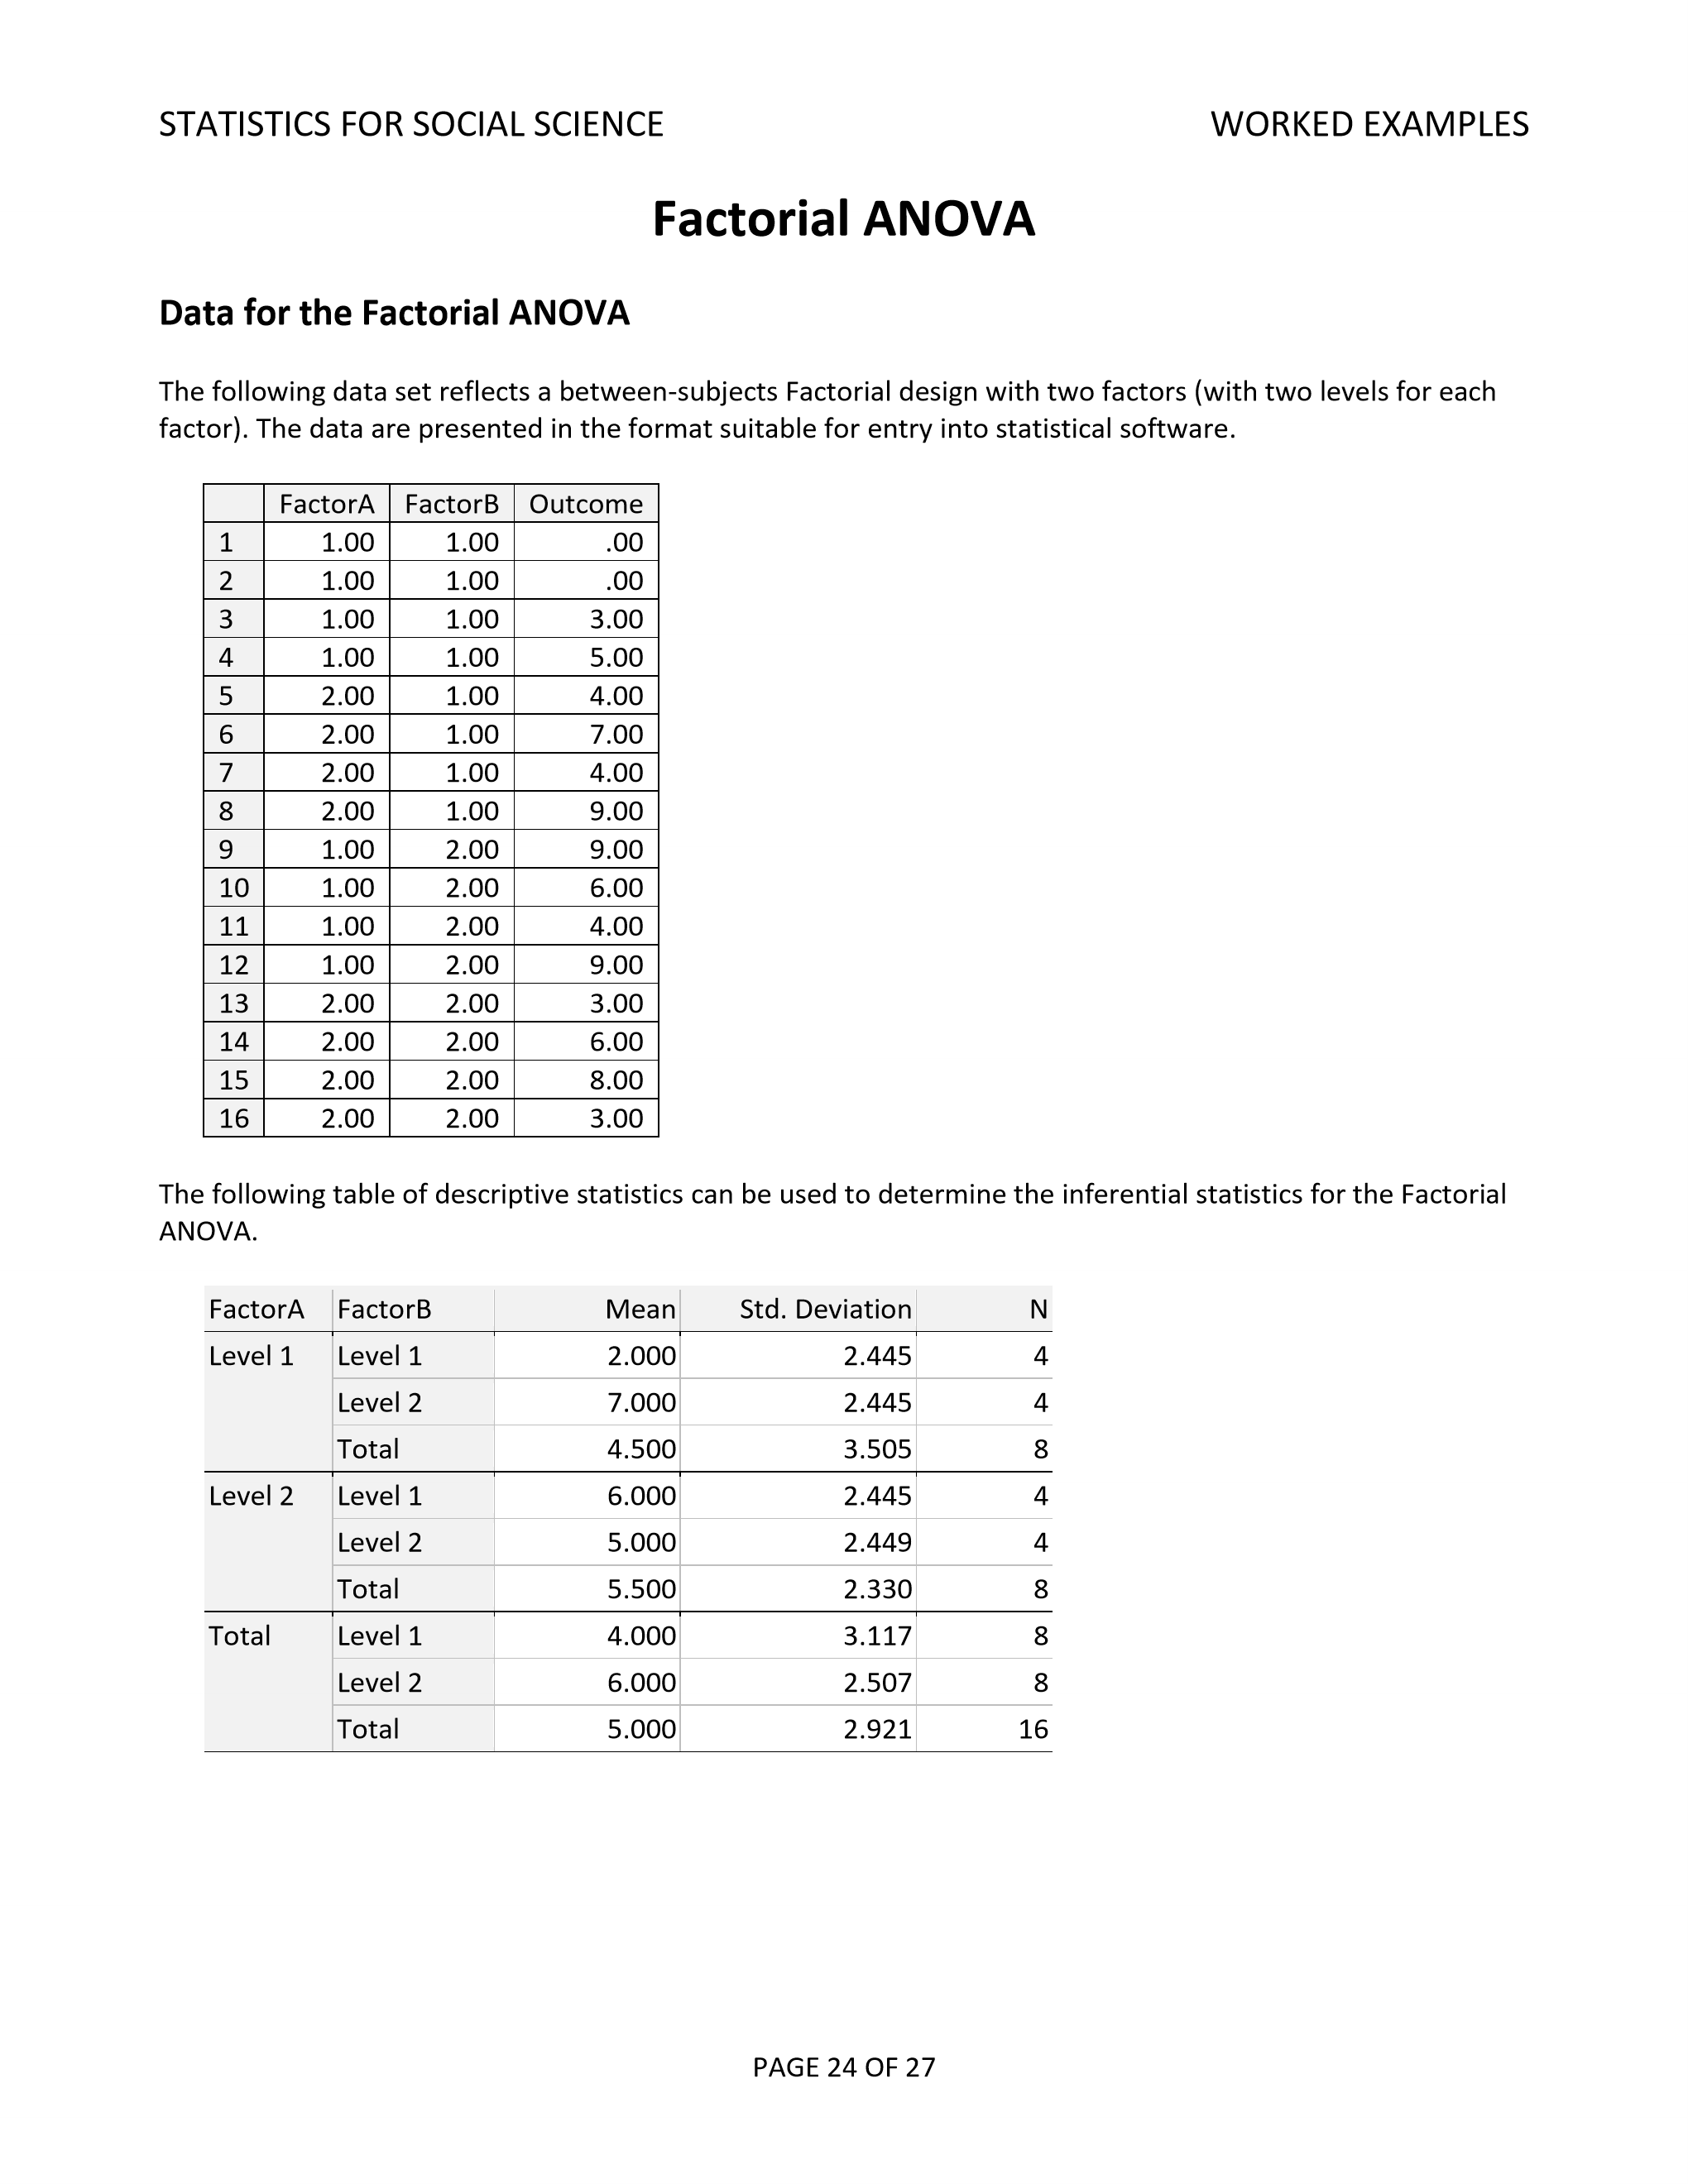 STATISTICS FOR SOCIAL SCIENCE WORKED EXAMPLES
Factorial ANOVA
Data for the Factorial ANOVA
The following data set reflects a between-subjects Factorial design with two factors (with two levels for each
factor). The data are presented in the format suitable for entry into statistical software.
FactorA FactorB Outcome
1 1.00 1.00 .00
2 1.00 1.00 .00
3 1.00 1.00 3.00
4 1.00 1.00 5.00
5 2.00 1.00 4.00
6 2.00 1.00 7.00
7 2.00 1.00 4.00
8 2.00 1.00 9.00
9 1.00 2.00 9.00
10 1.00 2.00 6.00
11 1.00 2.00 4.00
12 1.00 2.00 9.00
13 2.00 2.00 3.00
14 2.00 2.00 6.00
15 2.00 2.00 8.00
16 2.00 2.00 3.00
The following table of descriptive statistics can be used to determine the inferential statistics for the Factorial
ANOVA.
FactorA FactorB Mean Std. Deviation N
Level 1 Level 1 2.000 2.445 4
Level 2 7.000 2.445 4
Total 4.500 3.505 8
Level 2 Level 1 6.000 2.445 4
Level 2 5.000 2.449 4
Total 5.500 2.330 8
Total Level 1 4.000 3.117 8
Level 2 6.000 2.507 8
Total 5.000 2.921 16
PAGE 24 OF 27